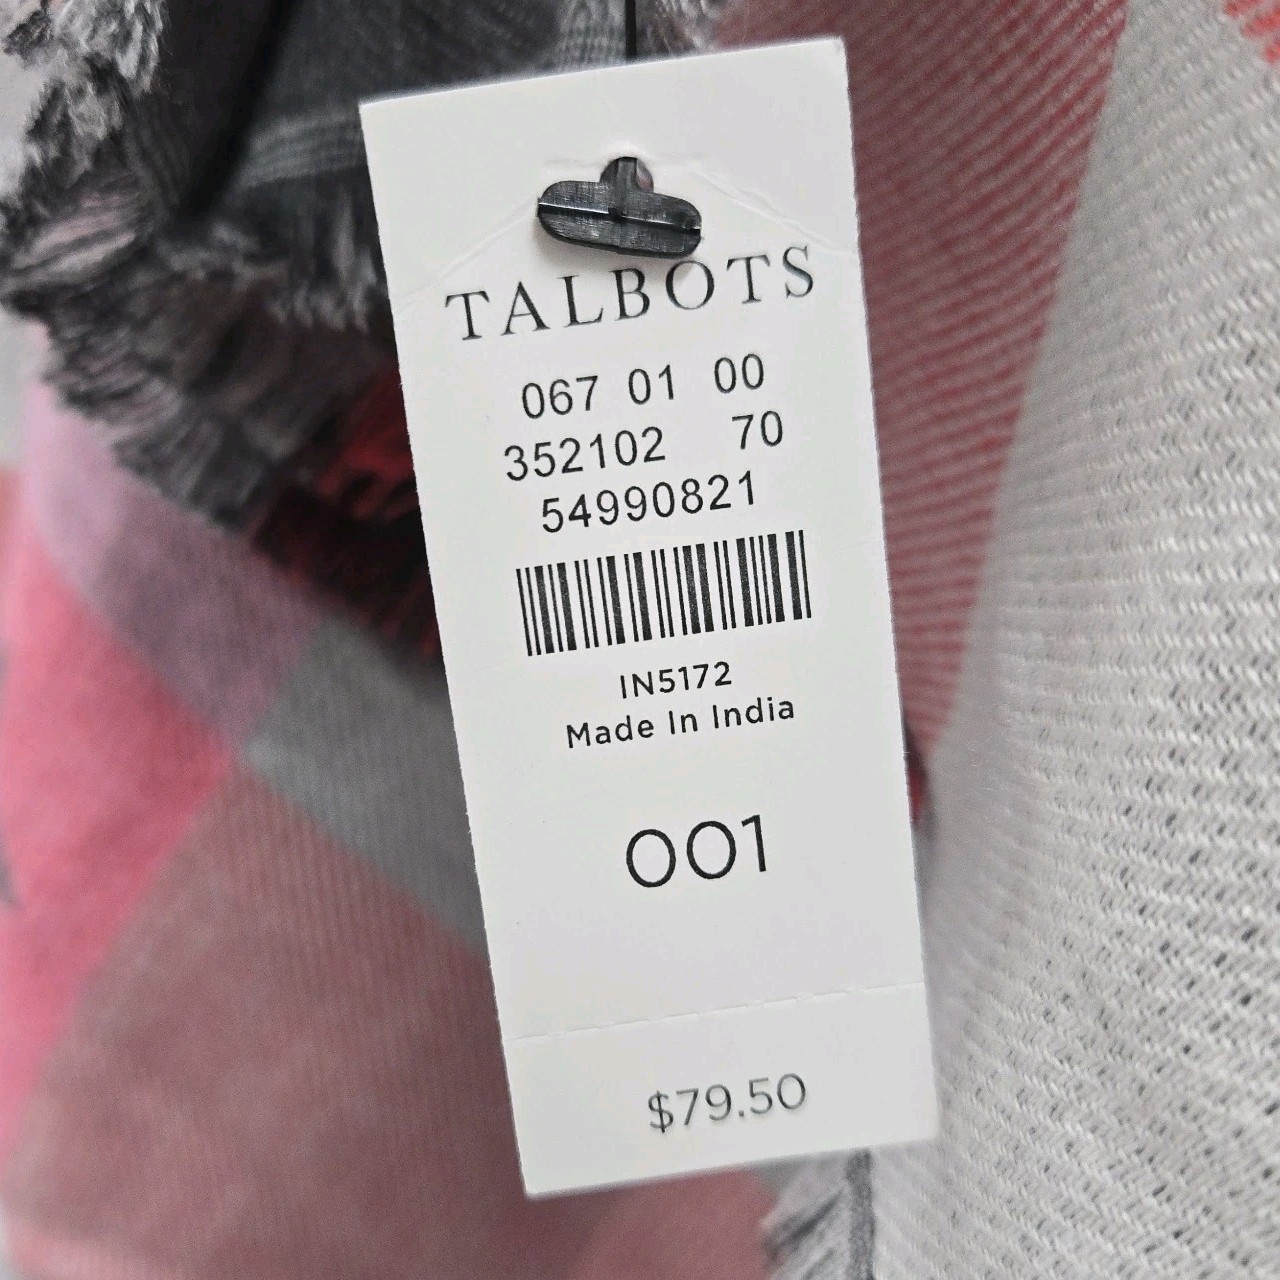 TALBOTS
067 01 00
352102 70
54990821
IN5172
Made In India
001
$79.50